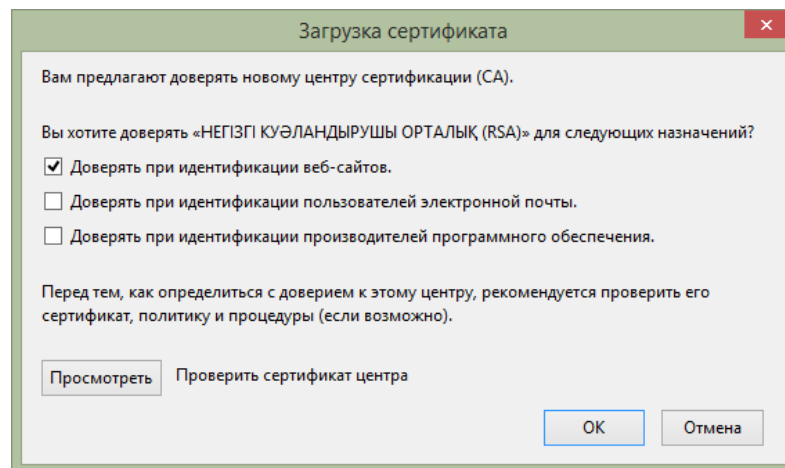 Загрузка сертификата
Вам предлагают доверять новому центру сертификации (CA).
Вы хотите доверять «НЕГІЗГІ КУӘЛАНДЫРУШЫ ОРТАЛЫҚ (RSA)» для следующих назначений?
Доверять при идентификации веб-сайтов.
Доверять при идентификации пользователей электронной почты.
Доверять при идентификации производителей программного обеспечения.
Перед тем, как определиться с доверием к этому центру, рекомендуется проверить его
сертификат, политику и процедуры (если возможно).
Просмотреть Проверить сертификат центра
ОК Отмена